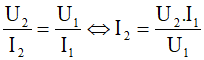 U₂/I₂ = U₁/I₁ ⇔ I₂ = U₂.I₁/U₁